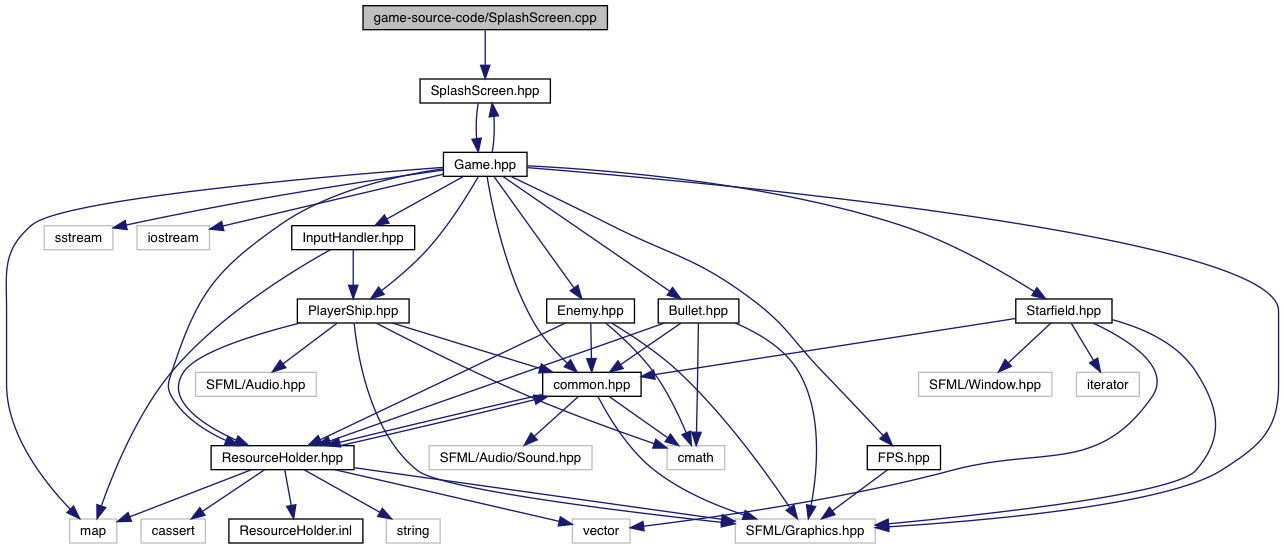 game-source-code/SplashScreen.cpp
SplashScreen.hpp
Game.hpp
sstream
iostream
InputHandler.hpp
PlayerShip.hpp
Enemy.hpp
Bullet.hpp
Starfield.hpp
SFML/Audio.hpp
common.hpp
SFML/Window.hpp
iterator
ResourceHolder.hpp
SFML/Audio/Sound.hpp
cmath
FPS.hpp
map
cassert
ResourceHolder.inl
string
vector
SFML/Graphics.hpp